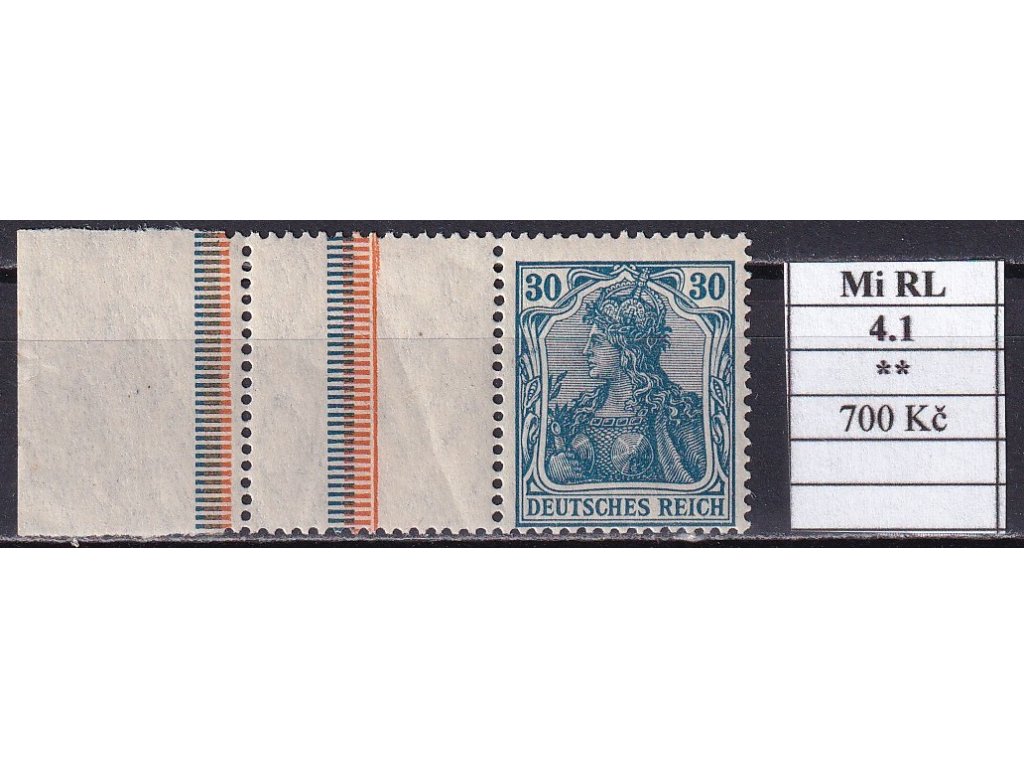 30 30
DEUTSCHES REICH
Mi RL
4.1
**
700 Kč